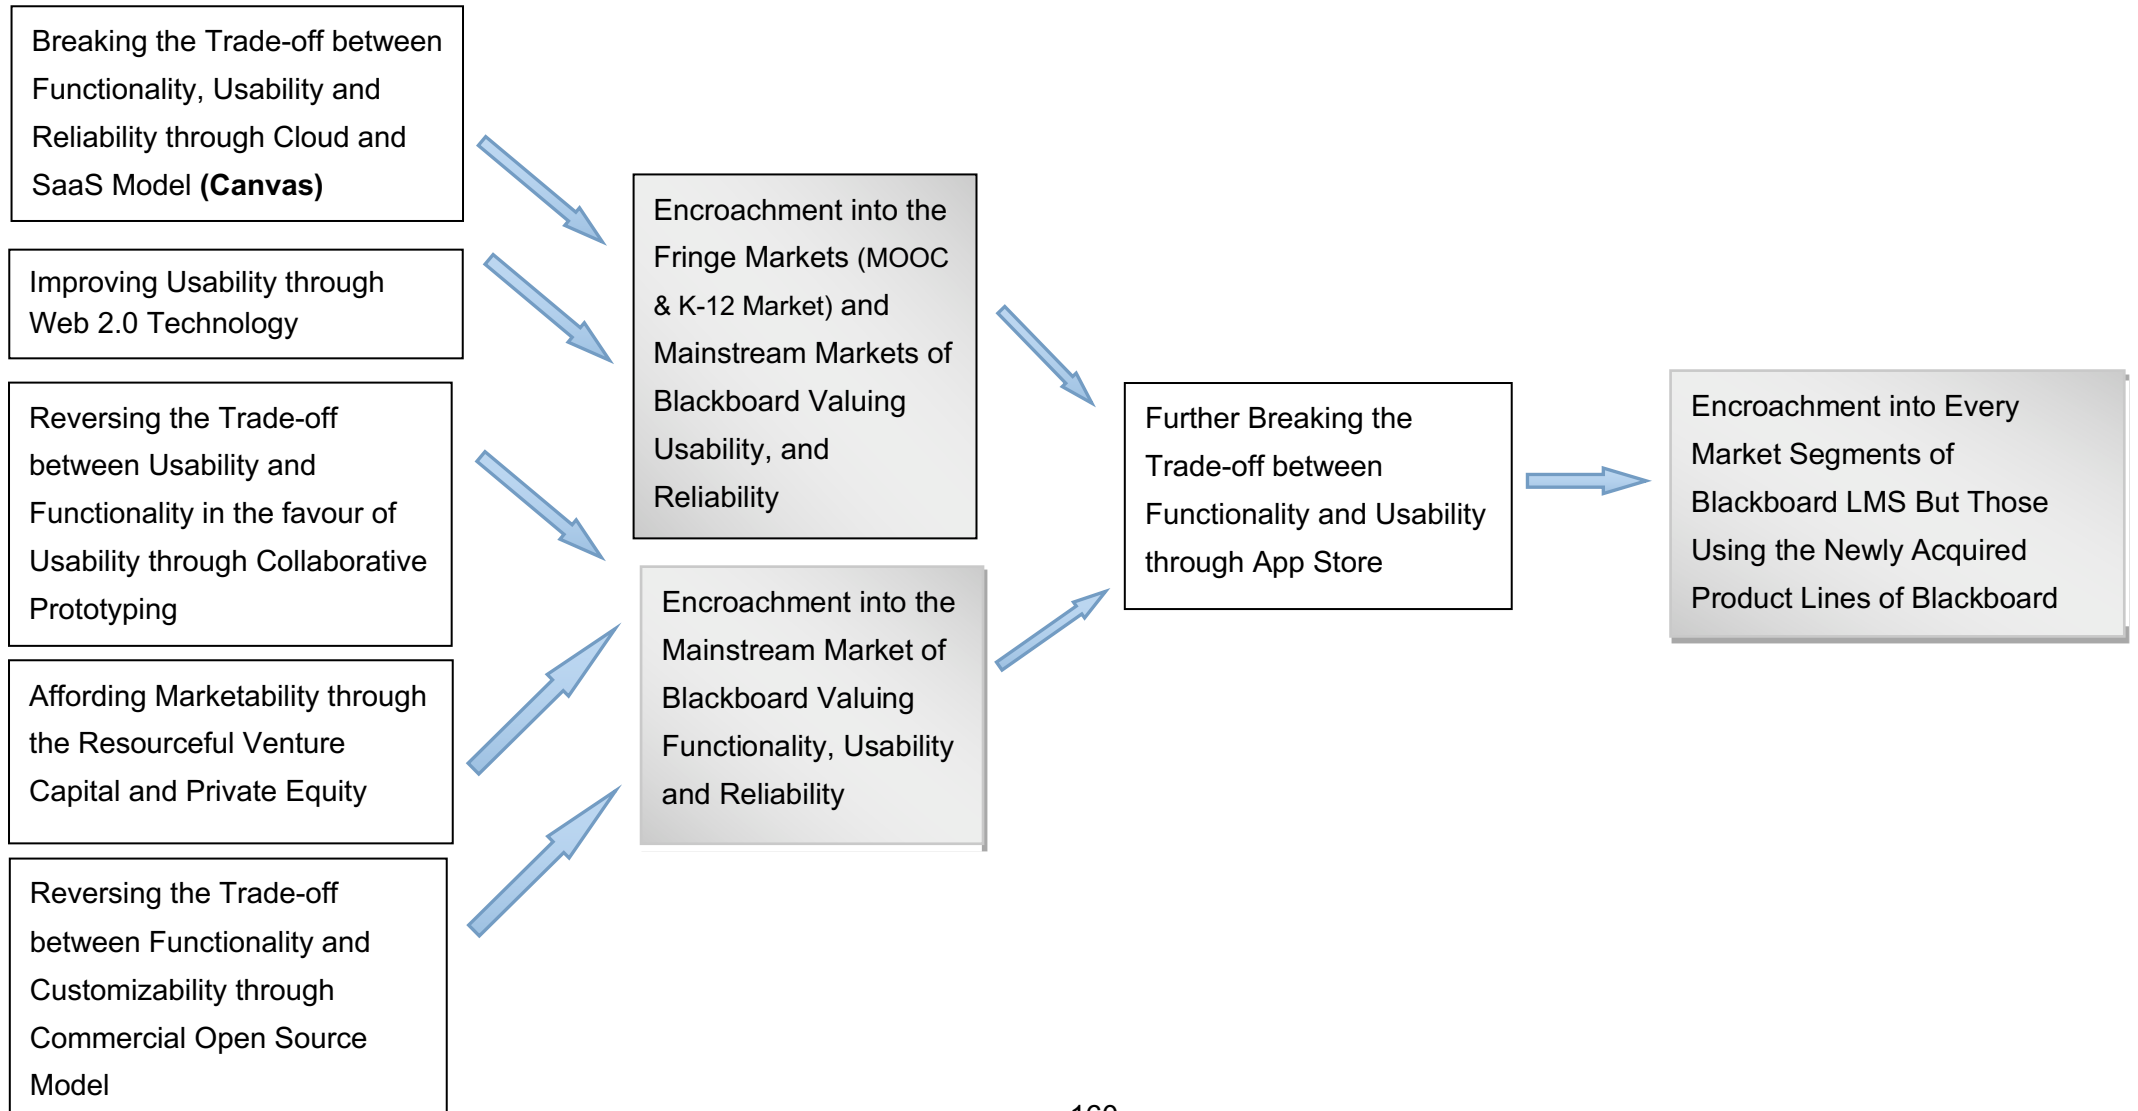 Breaking the Trade-off between
Functionality, Usability and
Reliability through Cloud and
SaaS Model (Canvas)
Improving Usability through
Web 2.0 Technology
Reversing the Trade-off
between Usability and
Functionality in the favour of
Usability through Collaborative
Prototyping
Affording Marketability through
the Resourceful Venture
Capital and Private Equity
Reversing the Trade-off
between Functionality and
Customizability through
Commercial Open Source
Model
Encroachment into the
Fringe Markets (MOOC
& K-12 Market) and
Mainstream Markets of
Blackboard Valuing
Usability, and
Reliability
Encroachment into the
Mainstream Market of
Blackboard Valuing
Functionality, Usability
and Reliability
Further Breaking the
Trade-off between
Functionality and Usability
through App Store
Encroachment into Every
Market Segments of
Blackboard LMS But Those
Using the Newly Acquired
Product Lines of Blackboard